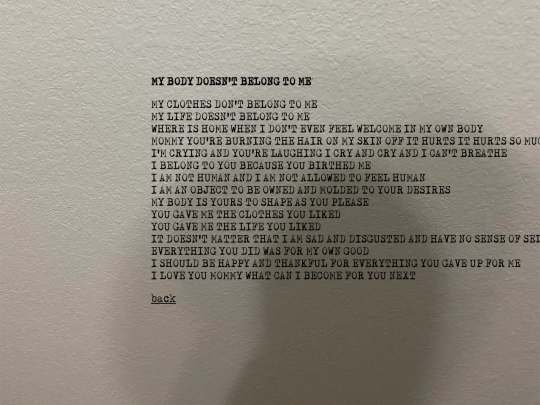 MY BODY DOESN'T BELONG TO ME
MY CLOTHES DON'T BELONG TO ME
MY LIFE DOESN'T BELONG TO ME
WHERE IS HOME WHEN I DON'T EVEN FEEL WELCOME IN MY OWN BODY
MOMMY YOU'RE BURNING THE HAIR ON MY SKIN OFF IT HURTS IT HURTS SO
I'M CRYING AND YOU'RE LAUGHING I CRY AND CRY AND I CAN'T BREATHE
I BELONG TO YOU BECAUSE YOU BIRTHED ME
I AM NOT HUMAN AND I AM NOT ALLOWED TO FEEL HUMAN
I AM AN OBJECT TO BE OWNED AND MOLDED TO YOUR DESIRES
MY BODY IS YOURS TO SHAPE AS YOU PLEASE
YOU GAVE ME THE CLOTHES YOU LIKED
YOU GAVE ME THE LIFE YOU LIKED
IT DOESN'T MATTER THAT I AM SAD AND DISGUSTED AND HAVE NO SENSE OF
EVERYTHING YOU DID WAS FOR MY OWN GOOD
I SHOULD BE HAPPY AND THANKFUL FOR EVERYTHING YOU GAVE UP FOR ME
I LOVE YOU MOMMY WHAT CAN I BECOME FOR YOU NEXT
back